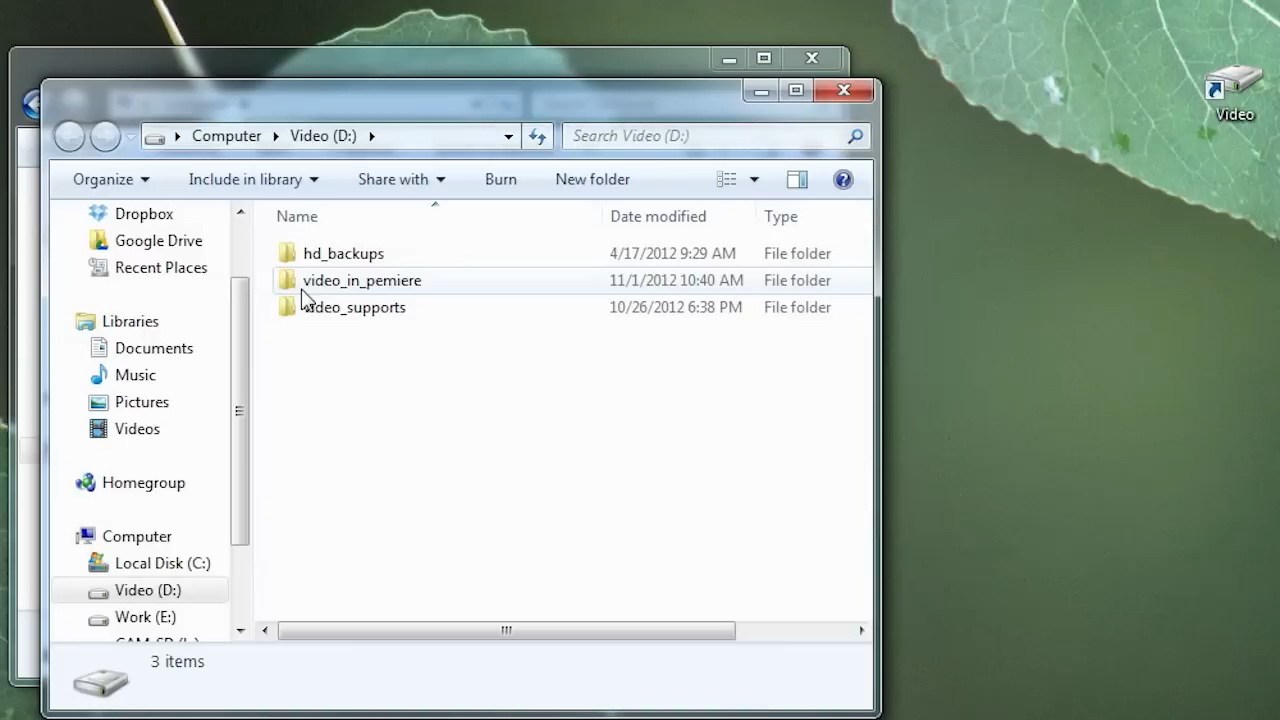 Video
Computer Video (D:)
Search Video (D:)
Organize Include in library Share with Burn New folder
Name Date modified Type
Dropbox
Google Drive
Recent Places
Libraries
Documents
Music
Pictures
Videos
Homegroup
Computer
Local Disk (C:)
Video (D:)
Work (E:)
hd_backups 4/17/2012 9:29 AM File folder
video_in_pemiere 11/1/2012 10:40 AM File folder
video_supports 10/26/2012 6:38 PM File folder
3 items